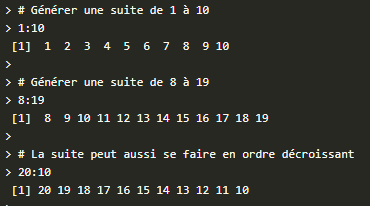 > # Générer une suite de 1 à 10
> 1:10
[1] 1 2 3 4 5 6 7 8 9 10
>
> # Générer une suite de 8 à 19
> 8:19
[1] 8 9 10 11 12 13 14 15 16 17 18 19
>
> # La suite peut aussi se faire en ordre décroissant
> 20:10
[1] 20 19 18 17 16 15 14 13 12 11 10